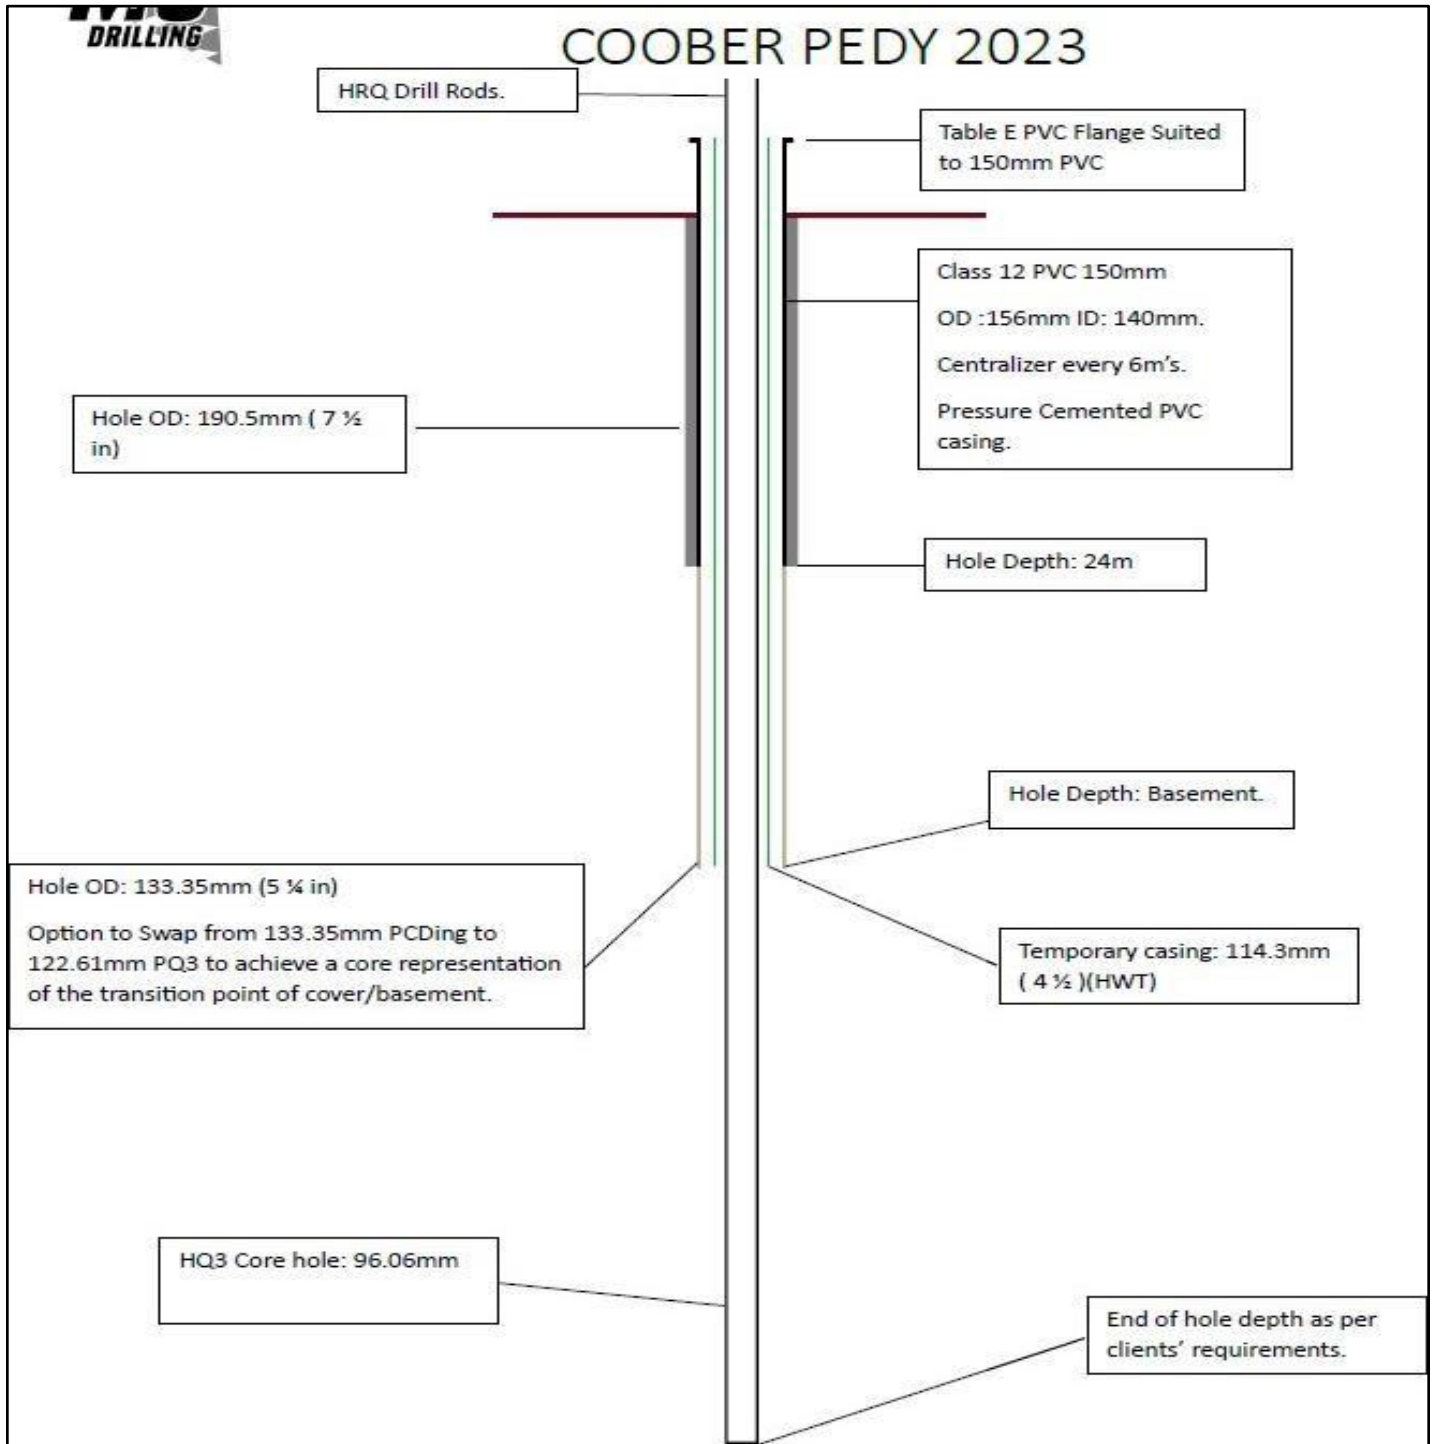 DRILLING
COOBER PEDY 2023
HRQ Drill Rods.
Table E PVC Flange Suited
to 150mm PVC
Class 12 PVC 150mm
OD :156mm ID: 140mm.
Centralizer every 6m's.
Pressure Cemented PVC
casing.
Hole OD: 190.5mm ( 7 ½
in)
Hole Depth: 24m
Hole Depth: Basement.
Hole OD: 133.35mm (5 ¼ in)
Option to Swap from 133.35mm PCDing to
122.61mm PQ3 to achieve a core representation
of the transition point of cover/basement.
Temporary casing: 114.3mm
( 4 ½ )(HWT)
HQ3 Core hole: 96.06mm
End of hole depth as per
clients’ requirements.